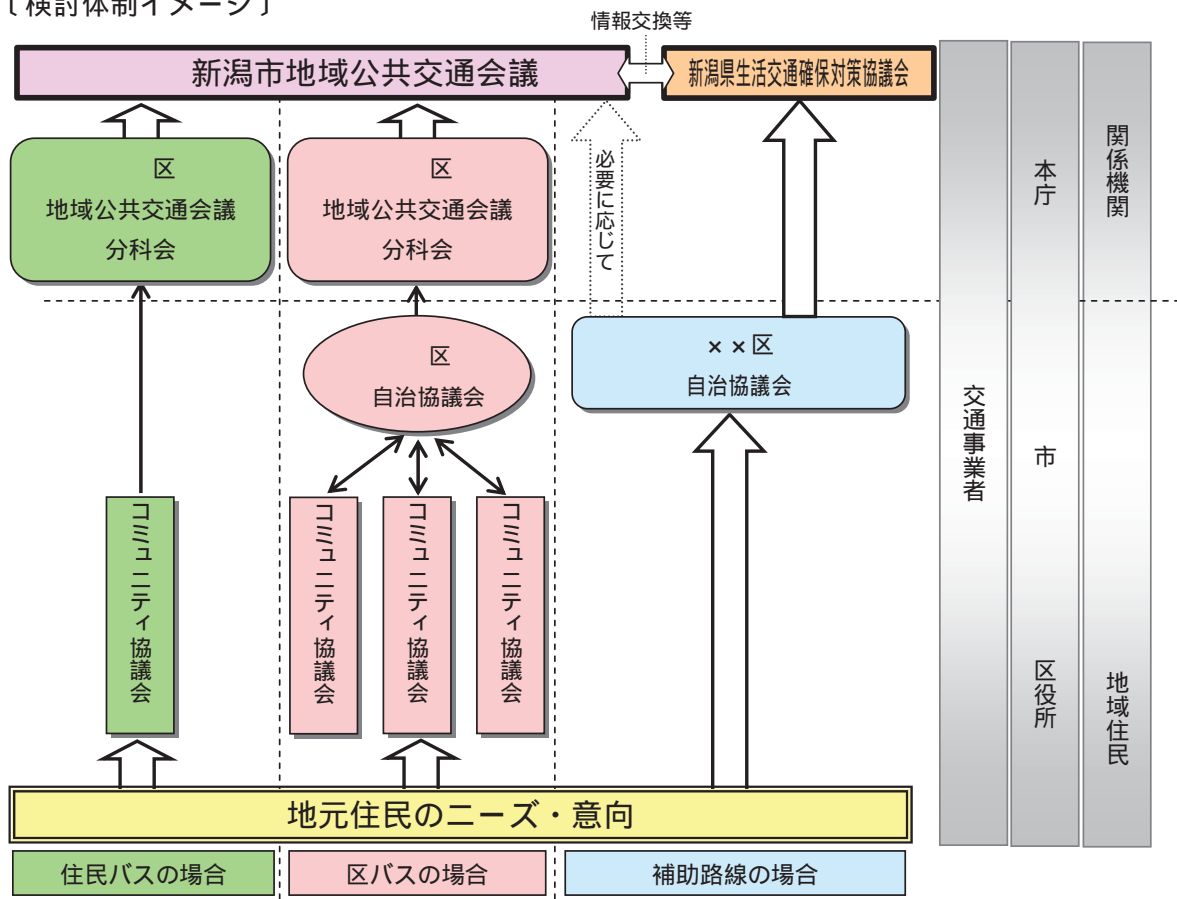 〔検討体制イメージ〕
情報交換等
新潟市地域公共交通会議
新潟県生活交通確保対策協議会
区
地域公共交通会議
分科会
区
地域公共交通会議
分科会
必要に応じて
区
自治協議会
××区
自治協議会
コミュニティ協議会
コミュニティ協議会
コミュニティ協議会
コミュニティ協議会
地元住民のニーズ・意向
住民バスの場合
区バスの場合
補助路線の場合
交通事業者
本庁
市
区役所
関係機関
地域住民